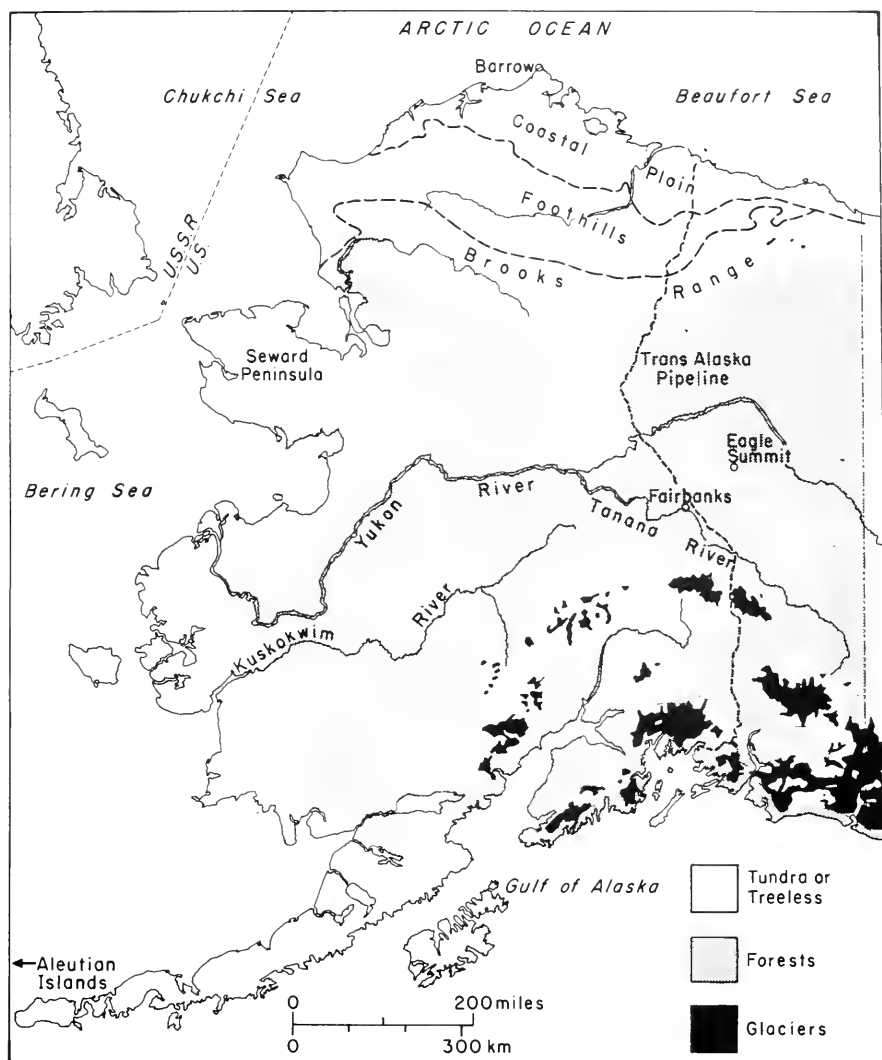 ARCTIC OCEAN
Barrow
Chukchi Sea
Beaufort Sea
Coastal
Plain
Foothills
Brooks
Range
U.S.S.R.
U.S.
Seward
Peninsula
Trans Alaska
Pipeline
Eagle
Summit
Bering Sea
Yukon River
Fairbanks
Tanana River
Kuskokwim River
Gulf of Alaska
Tundra or
Treeless
Forests
Glaciers
Aleutian
Islands
0 200 miles
0 300 km